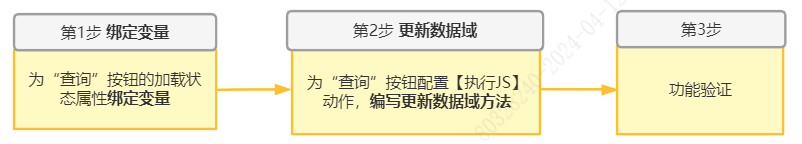 第1步 绑定变量
为“查询”按钮的加载状
态属性绑定变量
第2步 更新数据域
为“查询”按钮配置【执行JS】
动作，编写更新数据域方法
第3步
功能验证